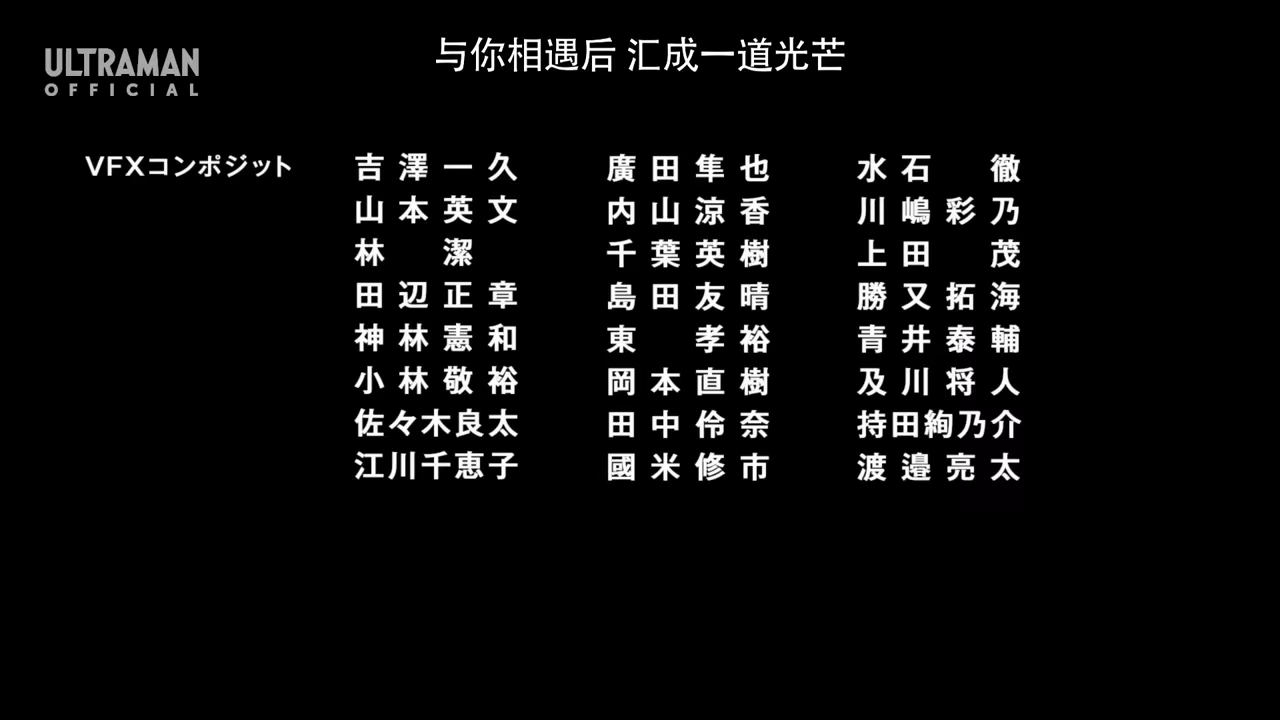 与你相遇后 汇成一道光芒
ULTRAMAN
OFFICIAL
VFXコンポジット 吉澤一久 廣田隼也 水石 徹
山本英文 内山涼香 川嶋彩乃
林 潔 千葉英樹 上田 茂
田辺正章 島田友晴 勝又拓海
神林憲和 東 孝裕 青井泰輔
小林敬裕 岡本直樹 及川将人
佐々木良太 田中伶奈 持田絢乃介
江川千恵子 國米修市 渡邉亮太